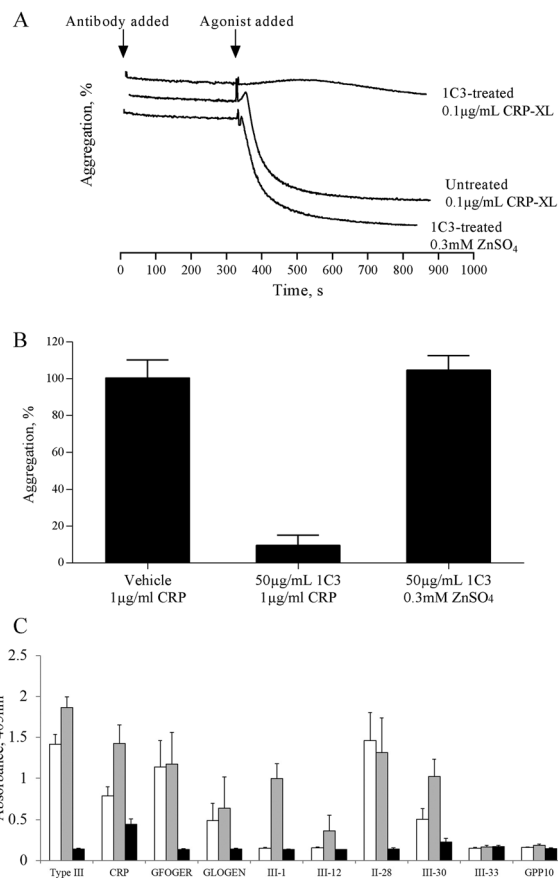 A
Antibody added Agonist added
Aggregation, %
1C3-treated
0.1µg/mL CRP-XL
Untreated
0.1µg/mL CRP-XL
1C3-treated
0.3mM ZnSO4
0 100 200 300 400 500 600 700 800 900 1000
Time, s
B
Aggregation, %
120
100
80
60
40
20
0
Vehicle 50µg/mL 1C3 50µg/mL 1C3
1µg/ml CRP 1µg/ml CRP 0.3mM ZnSO4
C
Absorbance,
2.5
2
1.5
1
0.5
0
Type III CRP GFOGER GLOGEN III-1 III-12 II-28 III-30 III-33 GPP10